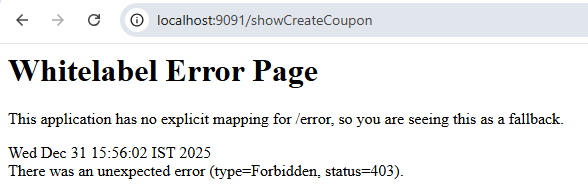 localhost:9091/showCreateCoupon
Whitelabel Error Page
This application has no explicit mapping for /error, so you are seeing this as a fallback.
Wed Dec 31 15:56:02 IST 2025
There was an unexpected error (type=Forbidden, status=403).